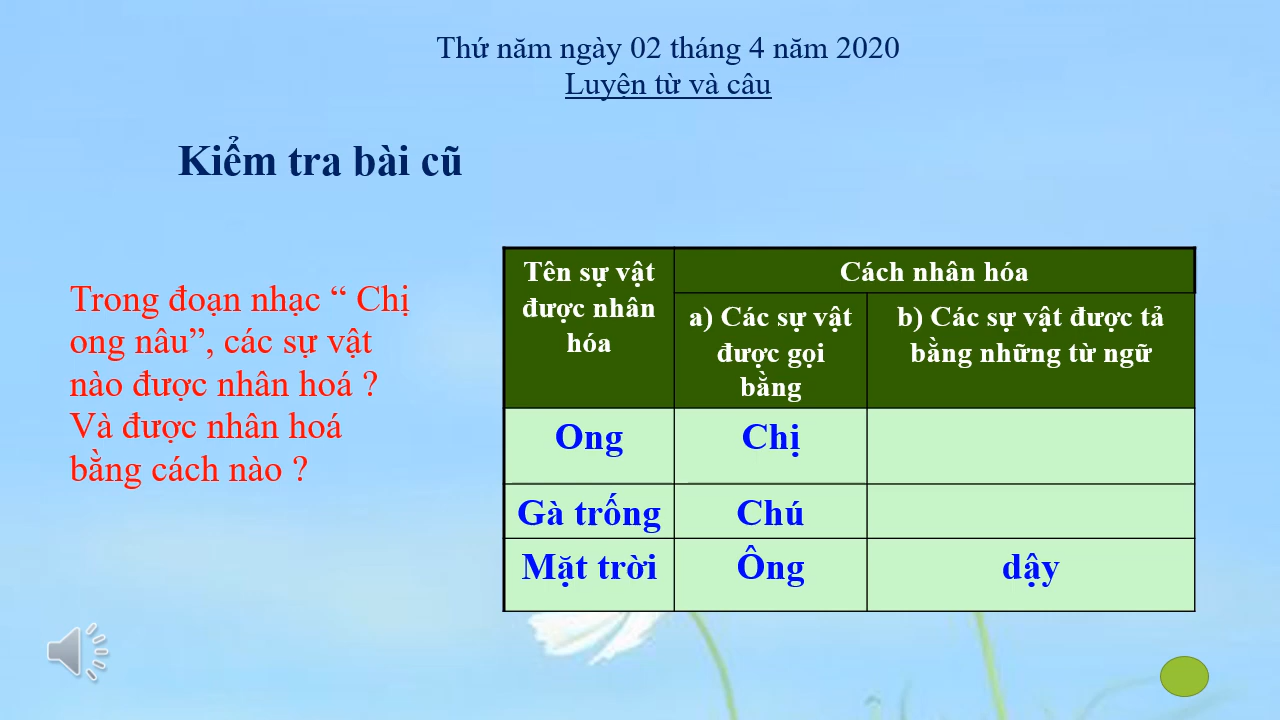 Thứ năm ngày 02 tháng 4 năm 2020
Luyện từ và câu
Kiểm tra bài cũ
Trong đoạn nhạc “ Chị
ong nâu”, các sự vật
nào được nhân hoá ?
Và được nhân hoá
bằng cách nào ?
Tên sự vật
được nhân
hóa
Cách nhân hóa
a) Các sự vật
được gọi
bằng
b) Các sự vật được tả
bằng những từ ngữ
Ong
Chị
Gà trống
Chú
Mặt trời
Ông
dậy